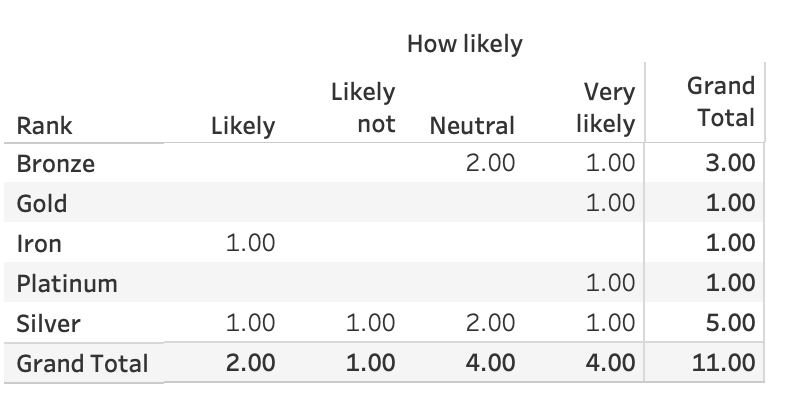 How likely
Rank Likely Likely not Neutral Very likely Grand Total
Bronze 2.00 1.00 3.00
Gold 1.00 1.00
Iron 1.00 1.00
Platinum 1.00 1.00
Silver 1.00 1.00 2.00 1.00 5.00
Grand Total 2.00 1.00 4.00 4.00 11.00